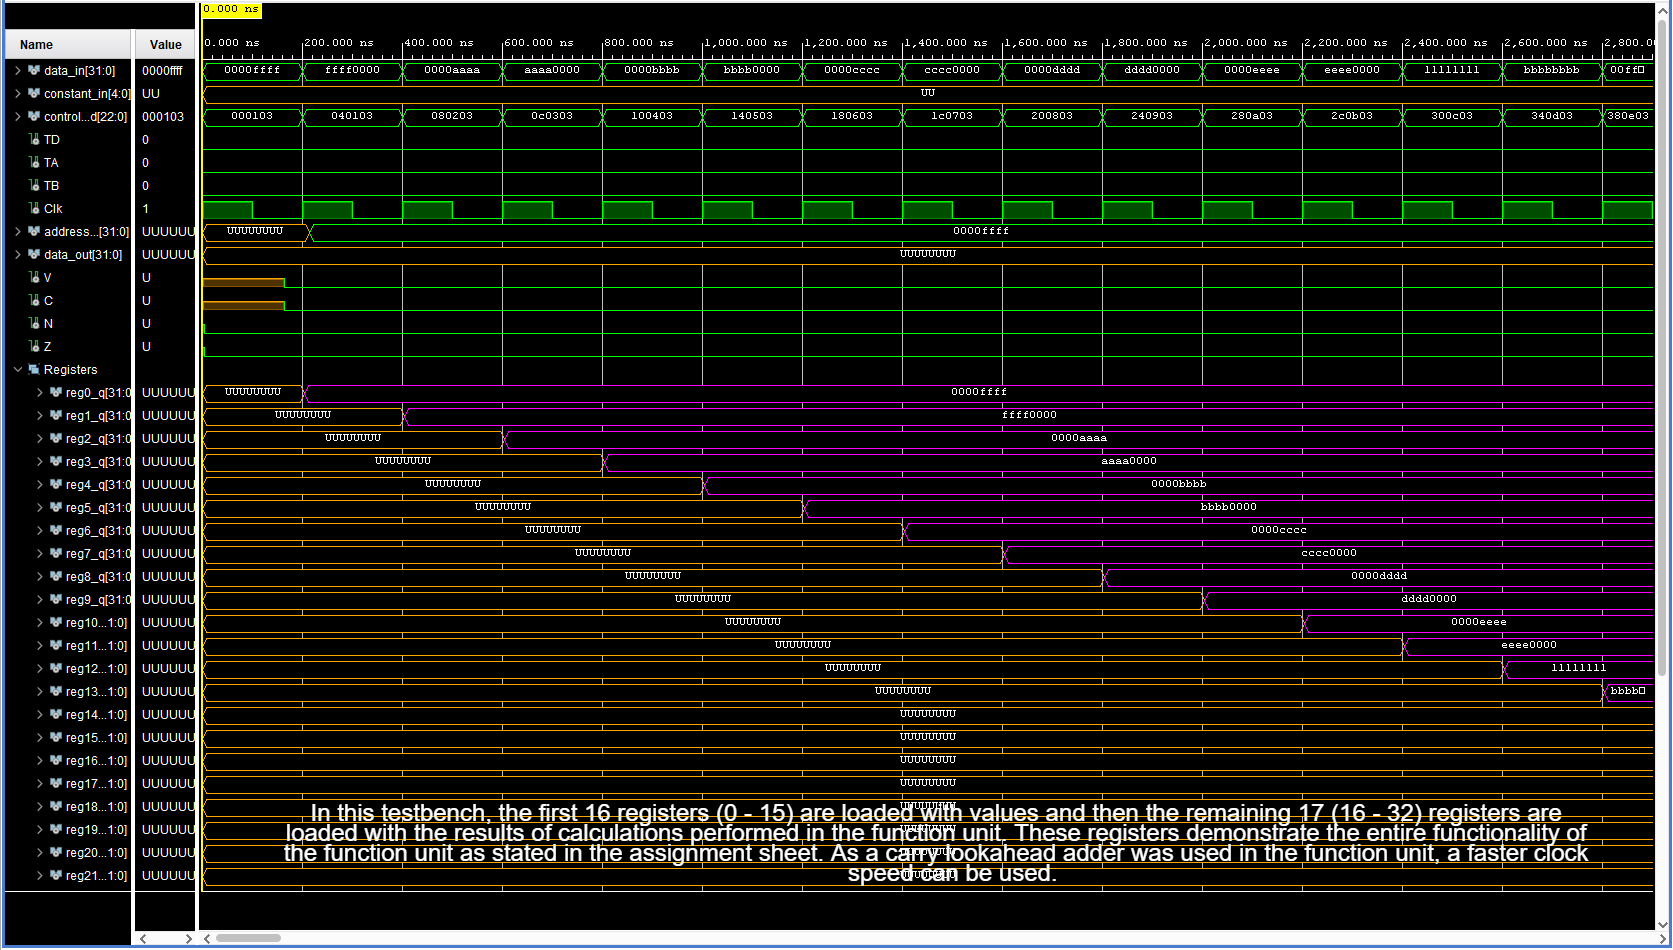 0.000 ns
Name Value 0.000 ns 200.000 ns 400.000 ns 600.000 ns 800.000 ns 1,000.000 ns 1,200.000 ns 1,400.000 ns 1,600.000 ns 1,800.000 ns 2,000.000 ns 2,200.000 ns 2,400.000 ns 2,600.000 ns 2,800.0
data_in[31:0] 0000ffff 0000ffff ffff0000 0000aaaa aaaa0000 0000bbbb bbbb0000 0000cccc cccc0000 0000dddd dddd0000 0000eeee eeee0000 11111111 bbbbbbbb 00ff
constant_in[4:0] UU UU
control...d[22:0] 000103 000103 040103 080203 0c0303 100403 140503 180603 1c0703 200803 240903 280a03 2c0b03 300c03 340d03 380e03
TD 0
TA 0
TB 0
Clk 1
address...[31:0] UUUUUU UUUUUUUU 0000ffff
data_out[31:0] UUUUUU UUUUUUUU
V U
C U
N U
Z U
Registers
reg0_q[31:0 UUUUUU UUUUUUUU 0000ffff
reg1_q[31:0 UUUUUU UUUUUUUU ffff0000
reg2_q[31:0 UUUUUU UUUUUUUU 0000aaaa
reg3_q[31:0 UUUUUU UUUUUUUU aaaa0000
reg4_q[31:0 UUUUUU UUUUUUUU 0000bbbb
reg5_q[31:0 UUUUUU UUUUUUUU bbbb0000
reg6_q[31:0 UUUUUU UUUUUUUU 0000cccc
reg7_q[31:0 UUUUUU UUUUUUUU cccc0000
reg8_q[31:0 UUUUUU UUUUUUUU 0000dddd
reg9_q[31:0 UUUUUU UUUUUUUU dddd0000
reg10...1:0] UUUUUU UUUUUUUU 0000eeee
reg11...1:0] UUUUUU UUUUUUUU eeee0000
reg12...1:0] UUUUUU UUUUUUUU 11111111
reg13...1:0] UUUUUU UUUUUUUU bbbb
reg14...1:0] UUUUUU UUUUUUUU
reg15...1:0] UUUUUU UUUUUUUU
reg16...1:0] UUUUUU UUUUUUUU
reg17...1:0] UUUUUU UUUUUUUU
reg18...1:0] UUUUUU
In this testbench, the first 16 registers (0 - 15) are loaded with values and then the remaining 17 (16 - 32) registers are
reg19...1:0] UUUUUU
loaded with the results of calculations performed in the function unit. These registers demonstrate the entire functionality of
reg20...1:0] UUUUUU
the function unit as stated in the assignment sheet. As a carry lookahead adder was used in the function unit, a faster clock
reg21...1:0] UUUUUU
speed can be used.